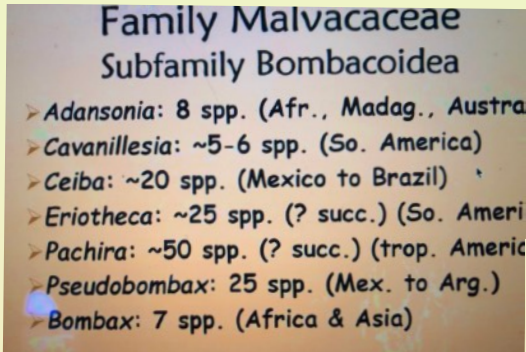 Family Malvacaceae
Subfamily Bombacoidea
➢Adansonia: 8 spp. (Afr., Madag., Austra
➢Cavanillesia: ~5-6 spp. (So. America)
➢Ceiba: ~20 spp. (Mexico to Brazil)
➢Eriotheca: ~25 spp. (? succ.) (So. Ameri
➢Pachira: ~50 spp. (? succ.) (trop. Americ
➢Pseudobombax: 25 spp. (Mex. to Arg.)
➢Bombax: 7 spp. (Africa & Asia)